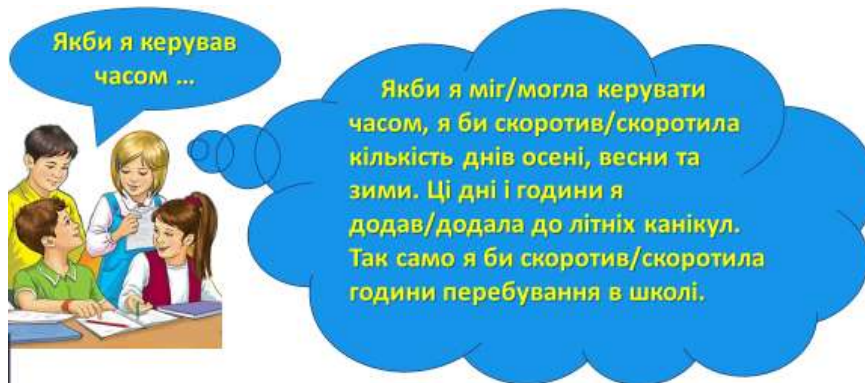 Якби я керував
часом ...
Якби я міг/могла керувати
часом, я би скоротив/скоротила
кількість днів осені, весни та
зими. Ці дні і години я
додав/додала до літніх канікул.
Так само я би скоротив/скоротила
години перебування в школі.